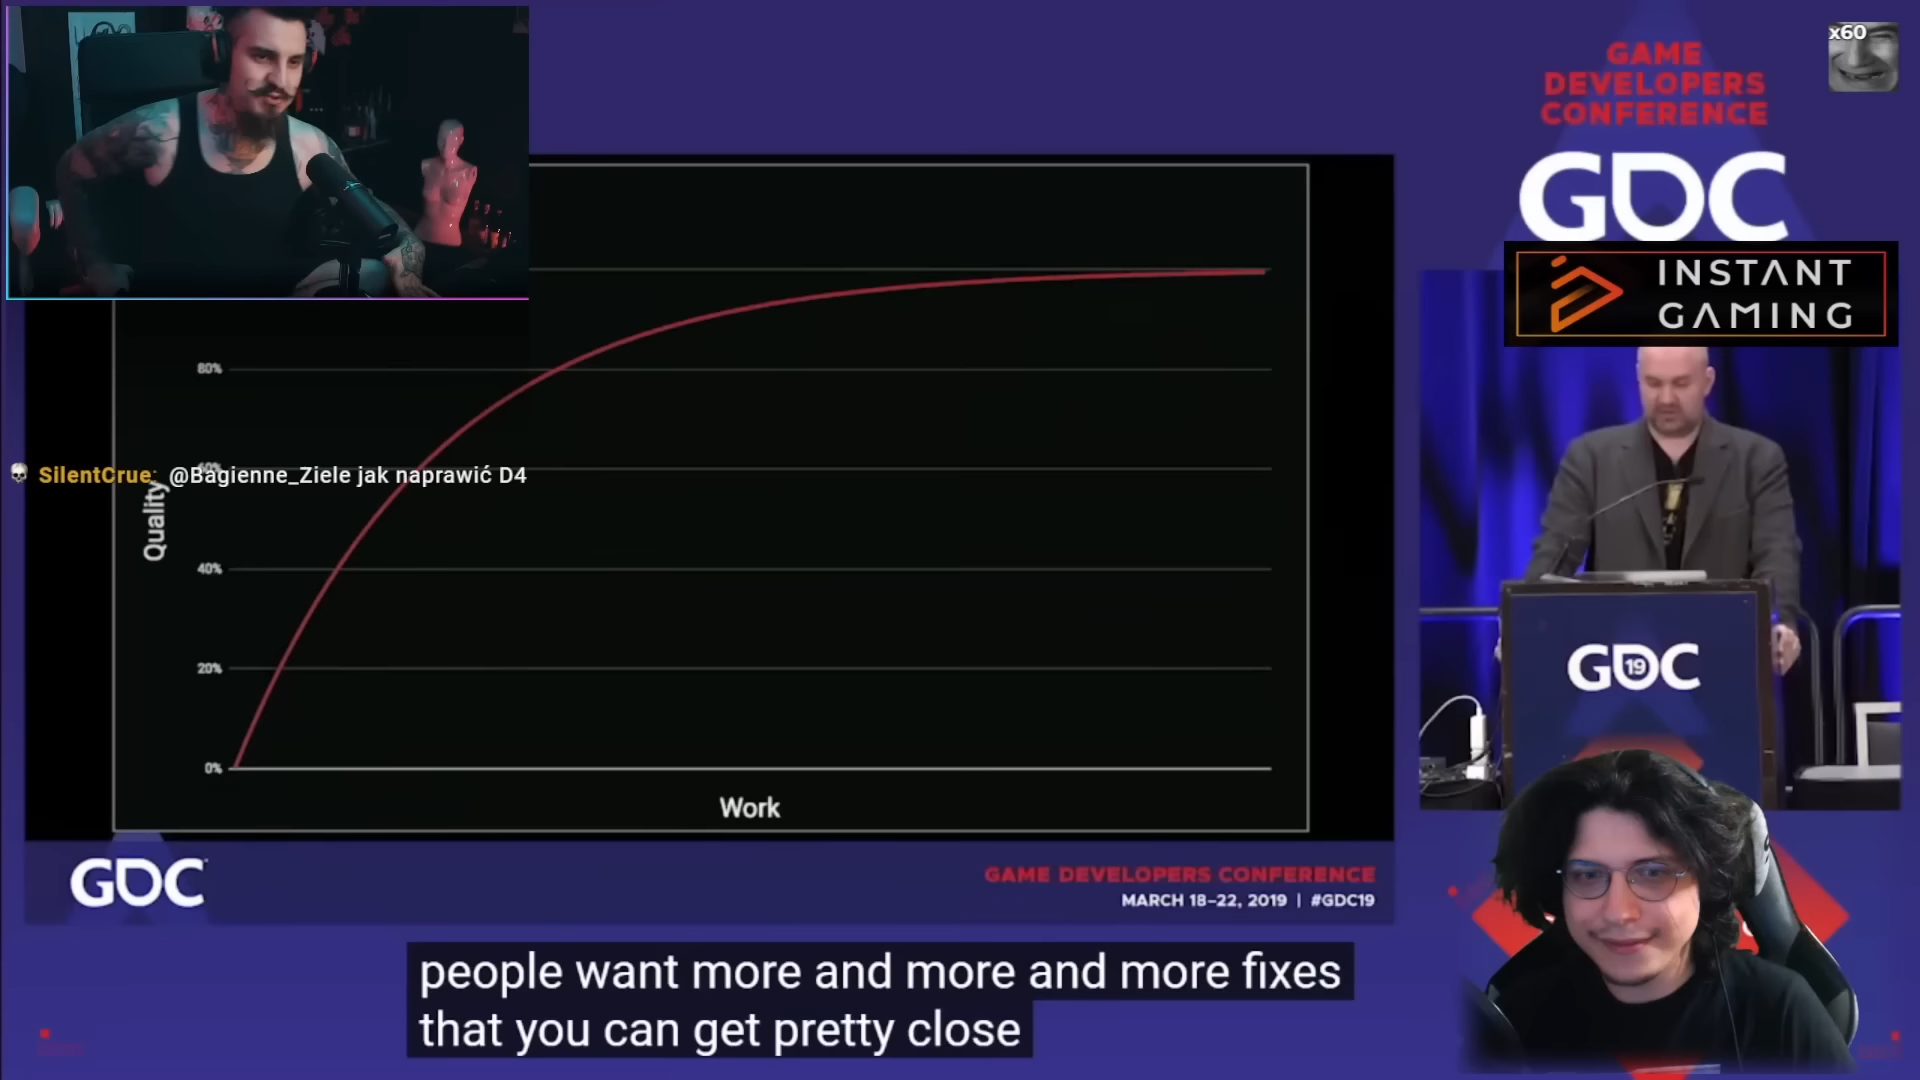 x60
GAME
DEVELOPERS
CONFERENCE
GDC
INSTANT
GAMING
80%
60%
SilentCrue: @Bagienne_Ziele jak naprawić D4
Quality
40%
20%
0%
Work
GDC 19
GDC
GAME DEVELOPERS CONFERENCE
MARCH 18-22, 2019 | #GDC19
people want more and more and more fixes
that you can get pretty close